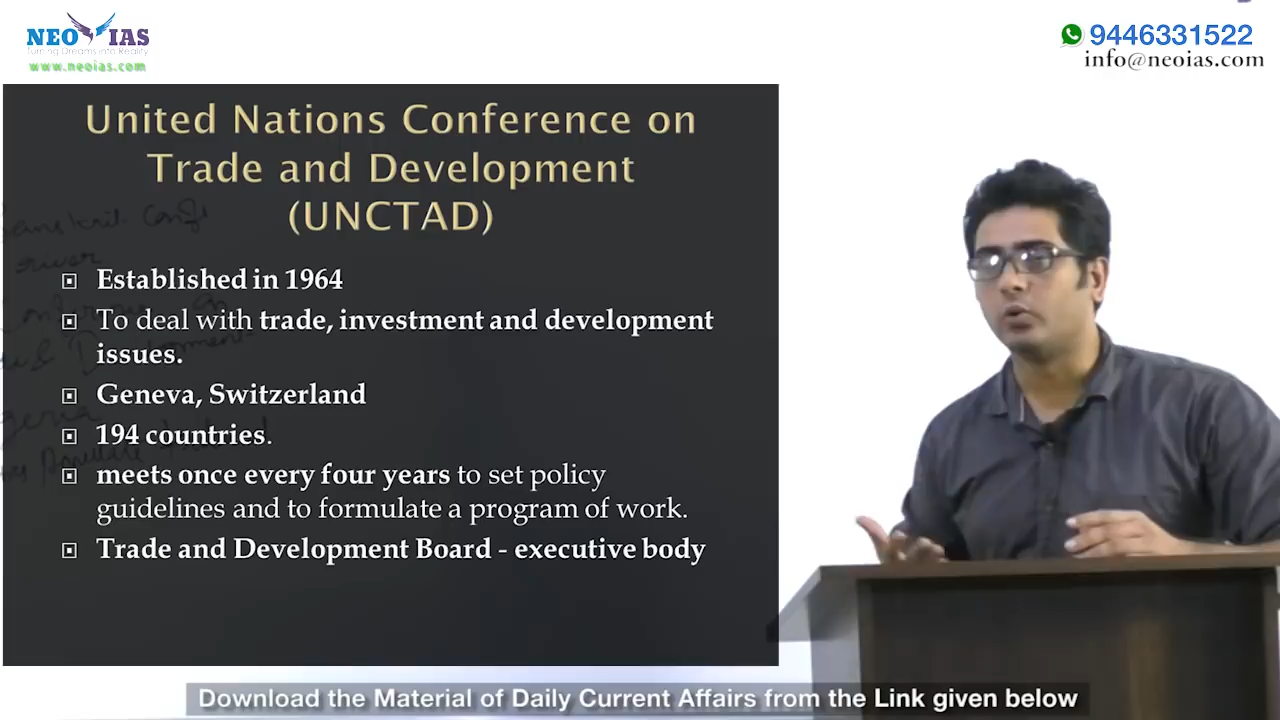 NEO IAS
Turning Dreams into Reality
www.neoias.com
9446331522
info@neoias.com
United Nations Conference on
Trade and Development
(UNCTAD)
Established in 1964
To deal with trade, investment and development
issues.
Geneva, Switzerland
194 countries.
meets once every four years to set policy
guidelines and to formulate a program of work.
Trade and Development Board - executive body
Download the Material of Daily Current Affairs from the Link given below